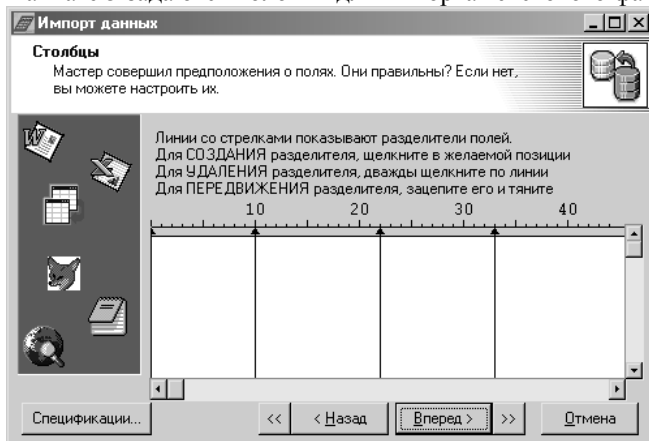 Импорт данных
Столбцы
Мастер совершил предположения о полях. Они правильны? Если нет,
вы можете настроить их.
Линии со стрелками показывают разделители полей.
Для СОЗДАНИЯ разделителя, щелкните в желаемой позиции
Для УДАЛЕНИЯ разделителя, дважды щелкните по линии
Для ПЕРЕДВИЖЕНИЯ разделителя, зацепите его и тяните
10 20 30 40
Спецификации... << < Назад Вперед > >> Отмена